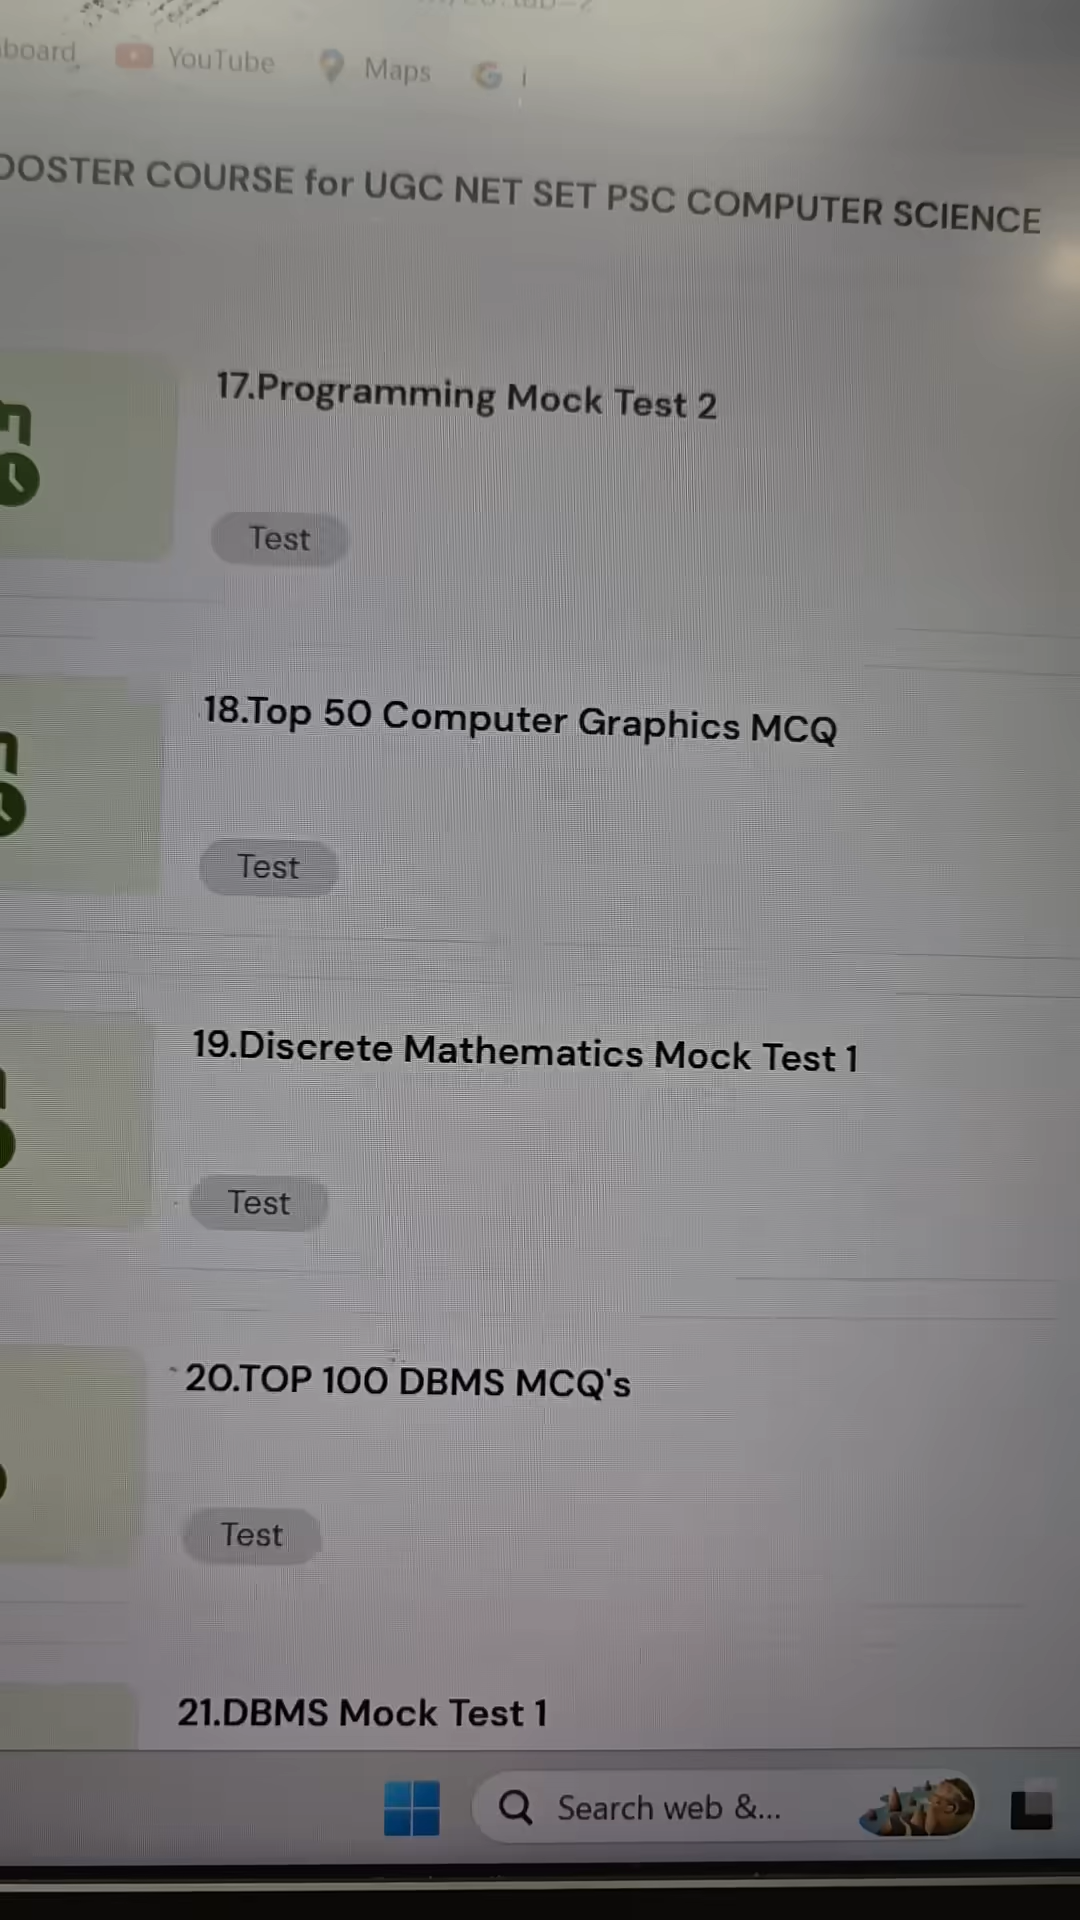 YouTube Maps
COURSE for UGC NET SET PSC COMPUTER SCIENCE
17.Programming Mock Test 2
Test
18.Top 50 Computer Graphics MCQ
Test
19.Discrete Mathematics Mock Test 1
Test
20.TOP 100 DBMS MCQ's
Test
21.DBMS Mock Test 1
Search web &...